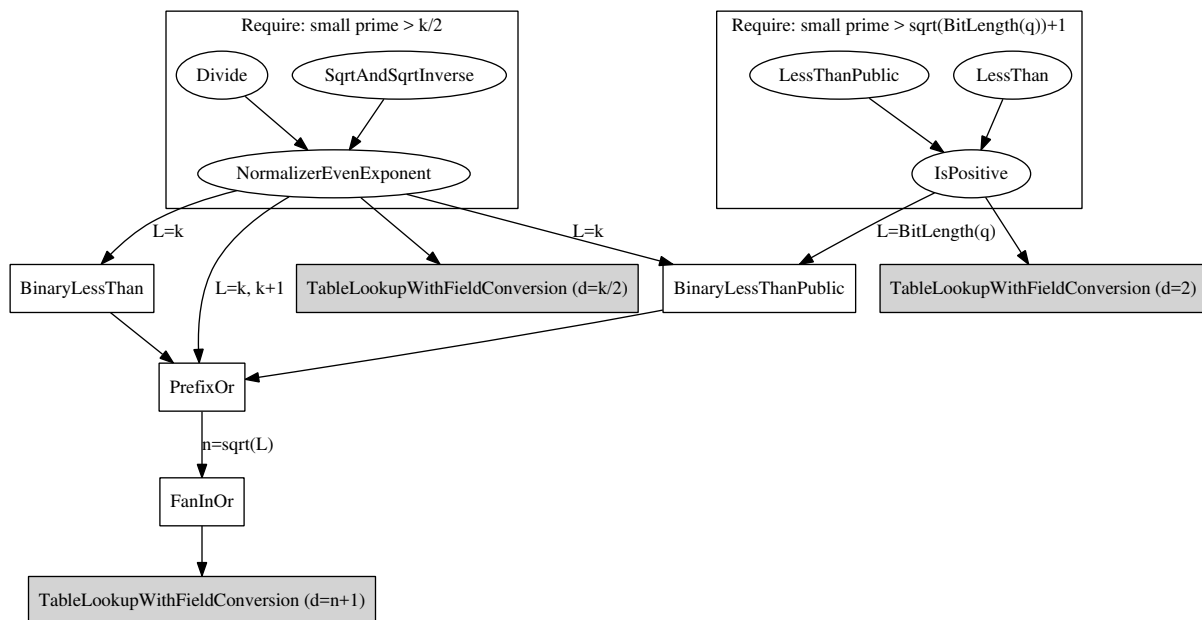 Require: small prime > k/2
Require: small prime > sqrt(BitLength(q))+1
Divide
SqrtAndSqrtInverse
LessThanPublic
LessThan
NormalizerEvenExponent
IsPositive
L=k
L=k
L=BitLength(q)
BinaryLessThan
L=k, k+1
TableLookupWithFieldConversion (d=k/2)
BinaryLessThanPublic
TableLookupWithFieldConversion (d=2)
PrefixOr
n=sqrt(L)
FanInOr
TableLookupWithFieldConversion (d=n+1)